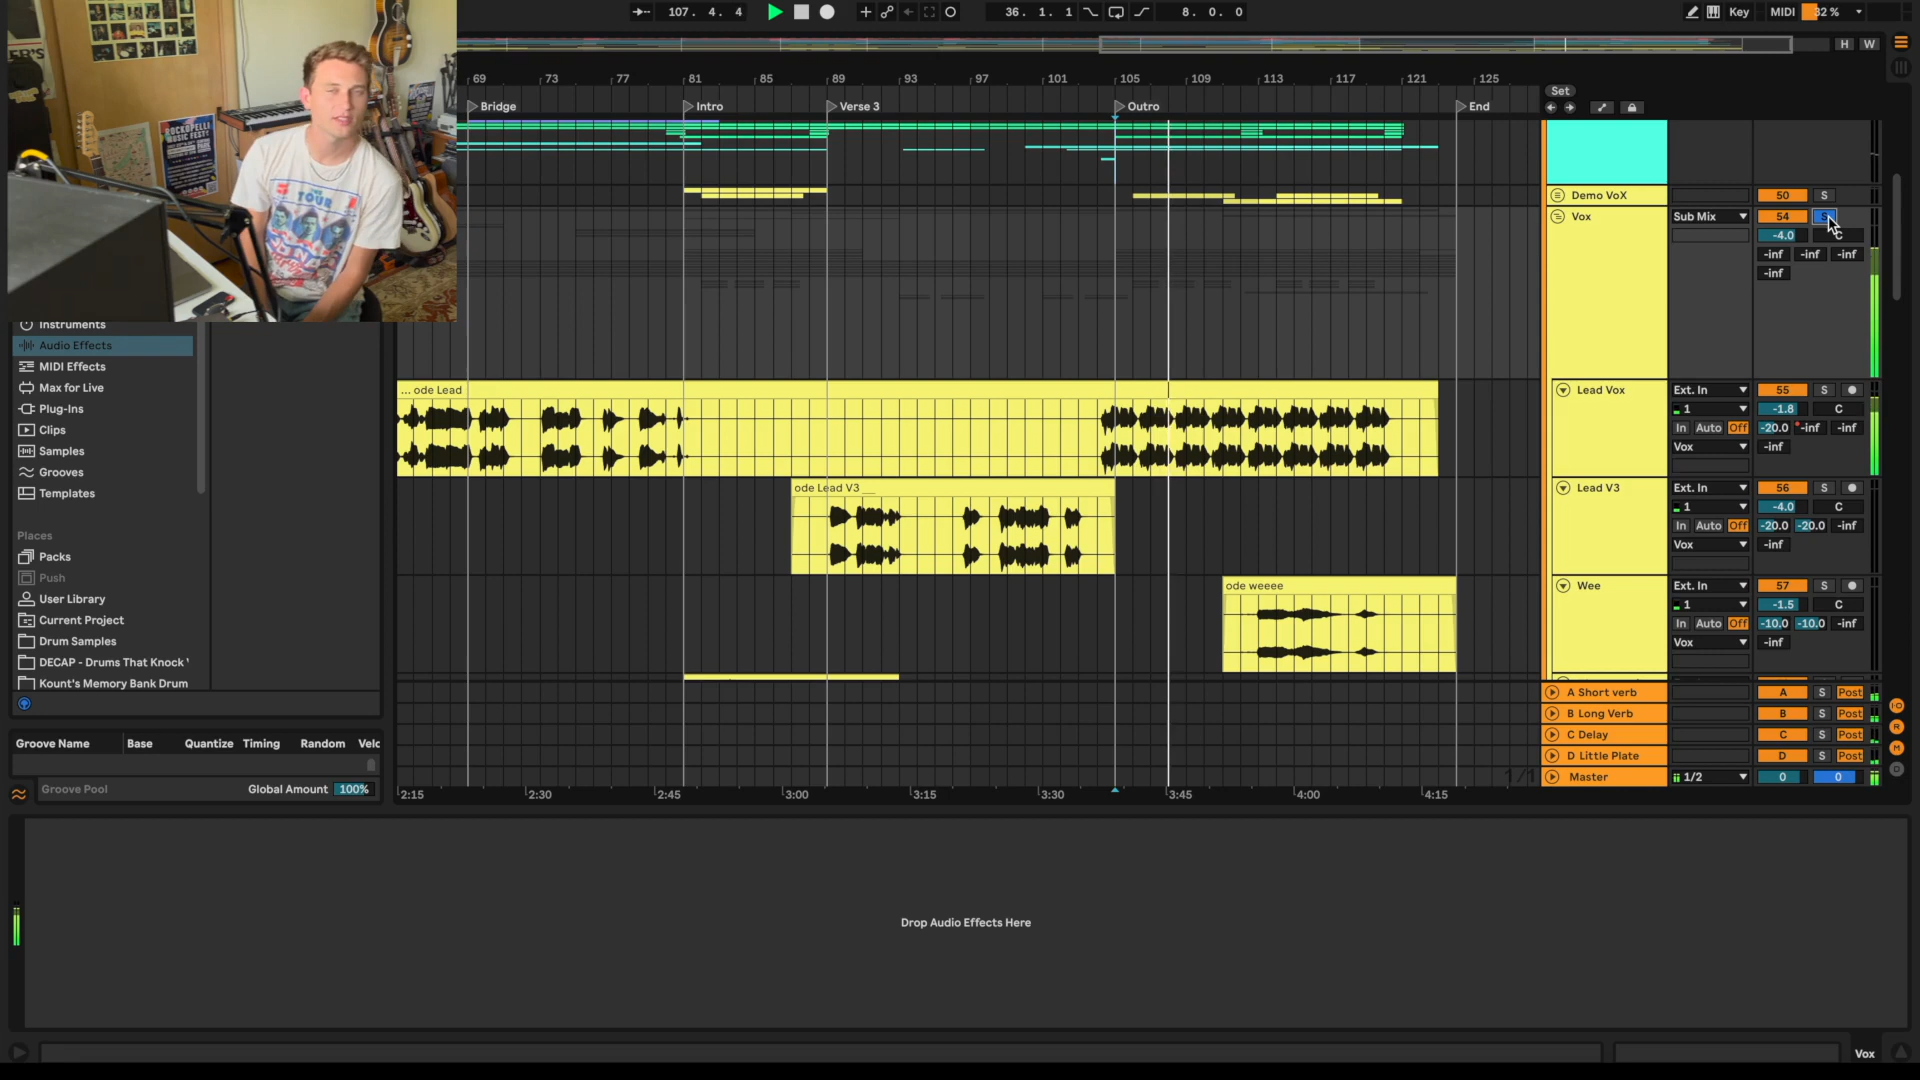 107. 4. 4
36. 1. 1
8. 0. 0
Key
MIDI
32 %
H
W
69
73
77
81
85
89
93
97
101
105
109
113
117
121
125
Set
Bridge
Intro
Verse 3
Outro
End
ROCKOPELLI
MUSIC FEST!
TOUR
Demo VoX
50
S
Vox
Sub Mix
54
S
-4.0
C
-inf
-inf
-inf
-inf
Instruments
Audio Effects
MIDI Effects
Max for Live
Plug-Ins
Clips
Samples
Grooves
Templates
Places
Packs
Push
User Library
Current Project
Drum Samples
DECAP - Drums That Knock
Kount's Memory Bank Drum
... ode Lead
Lead Vox
Ext. In
55
S
1
-1.8
C
In
Auto
Off
-20.0
-inf
-inf
Vox
-inf
ode Lead V3 __
Lead V3
Ext. In
56
S
1
-4.0
C
In
Auto
Off
-20.0
-20.0
-inf
Vox
-inf
ode weeee
Wee
Ext. In
57
S
1
-1.5
C
In
Auto
Off
-10.0
-10.0
-inf
Vox
-inf
A Short verb
A
S
Post
B Long Verb
B
S
Post
C Delay
C
S
Post
D Little Plate
D
S
Post
1/1
Master
1/2
0
0
Groove Name
Base
Quantize
Timing
Random
Velc
Groove Pool
Global Amount
100%
2:15
2:30
2:45
3:00
3:15
3:30
3:45
4:00
4:15
Drop Audio Effects Here
Vox